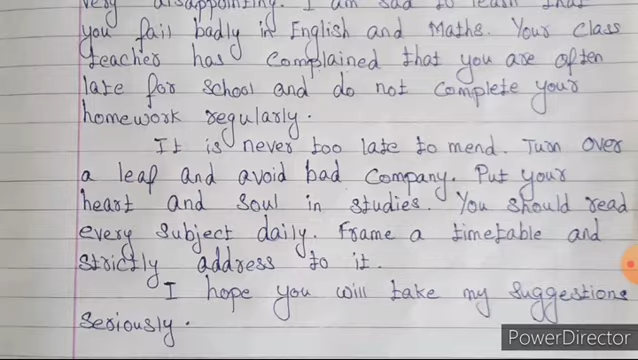 very disappointing. I am sad to learn that
you fail badly in English and Maths. Your class
teacher has complained that you are often
late for school and do not complete your
homework regularly.
It is never too late to mend. Turn over
a leaf and avoid bad company. Put your
heart and soul in studies. You should read
every subject daily. Frame a timetable and
strictly address to it.
I hope you will take my suggestions
seriously.
PowerDirector